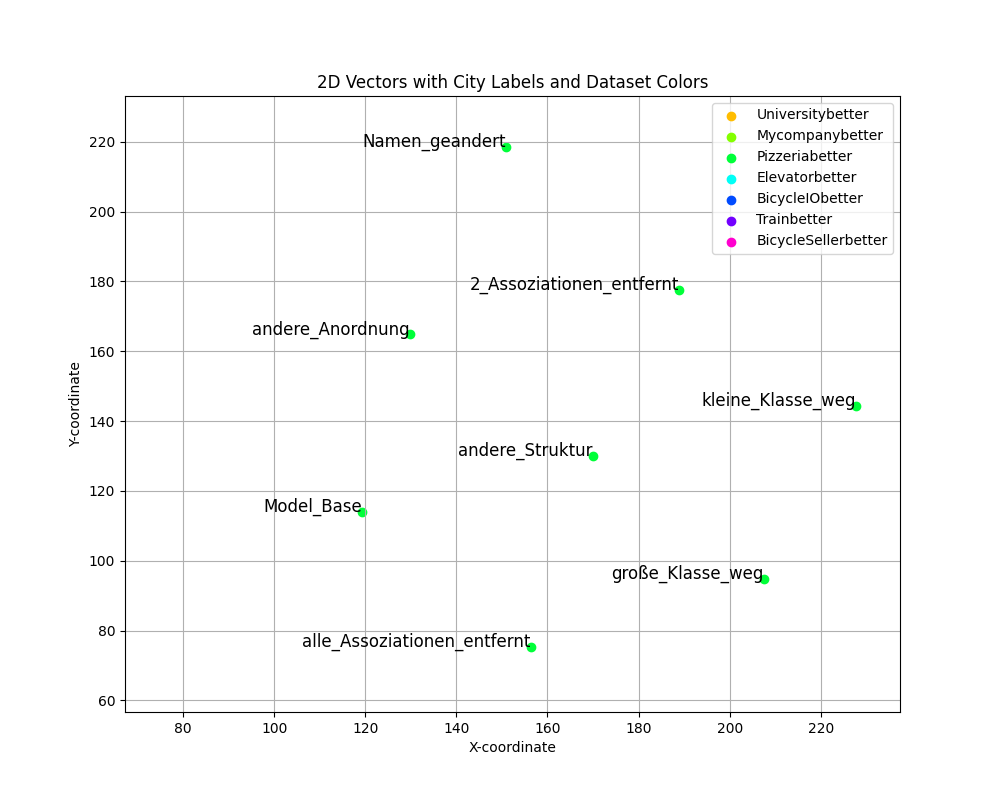 2D Vectors with City Labels and Dataset Colors
Universitybetter
Mycompanybetter
Pizzeriabetter
Elevatorbetter
BicycleIObetter
Trainbetter
BicycleSellerbetter
Namen_geandert
2_Assoziationen_entfernt
andere_Anordnung
kleine_Klasse_weg
andere_Struktur
Model_Base
große_Klasse_weg
alle_Assoziationen_entfernt
Y-coordinate
220
200
180
160
140
120
100
80
60
80 100 120 140 160 180 200 220
X-coordinate